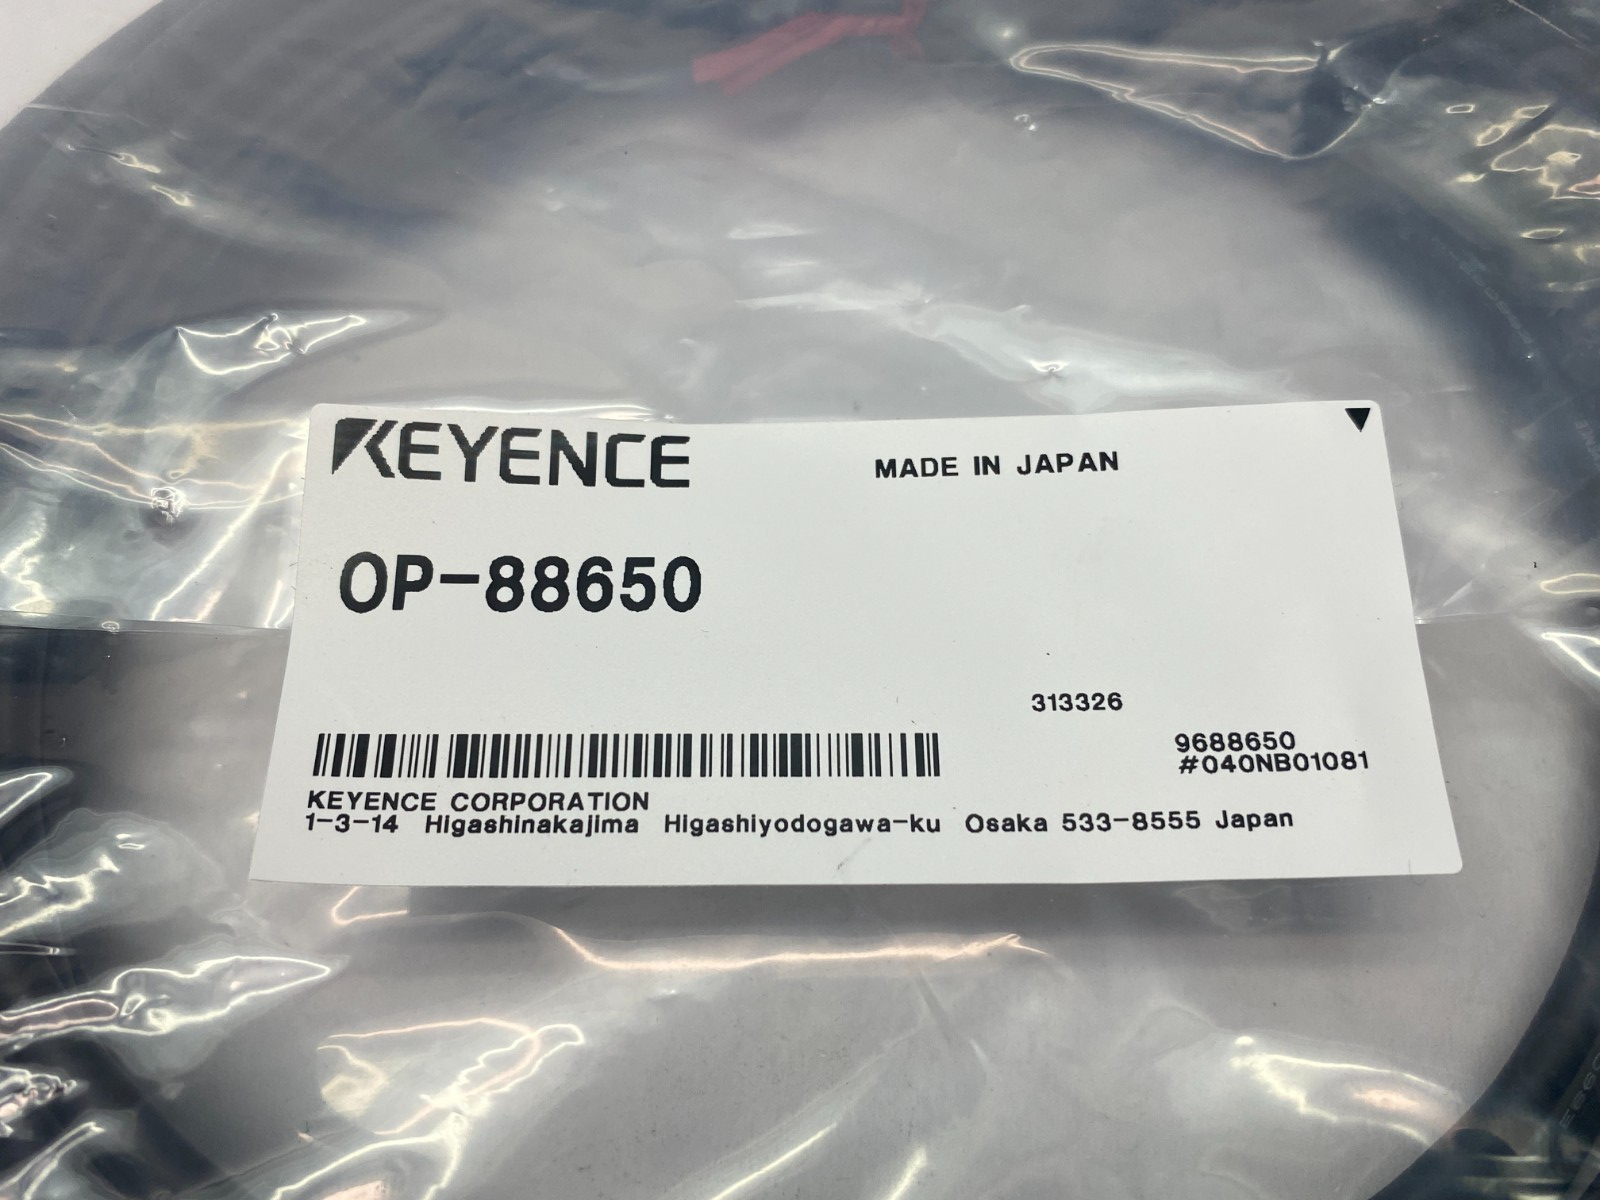 KEYENCE
MADE IN JAPAN
OP-88650
313326
9688650
#040NB01081
KEYENCE CORPORATION
1-3-14 Higashinakajima Higashiyodogawa-ku Osaka 533-8555 Japan